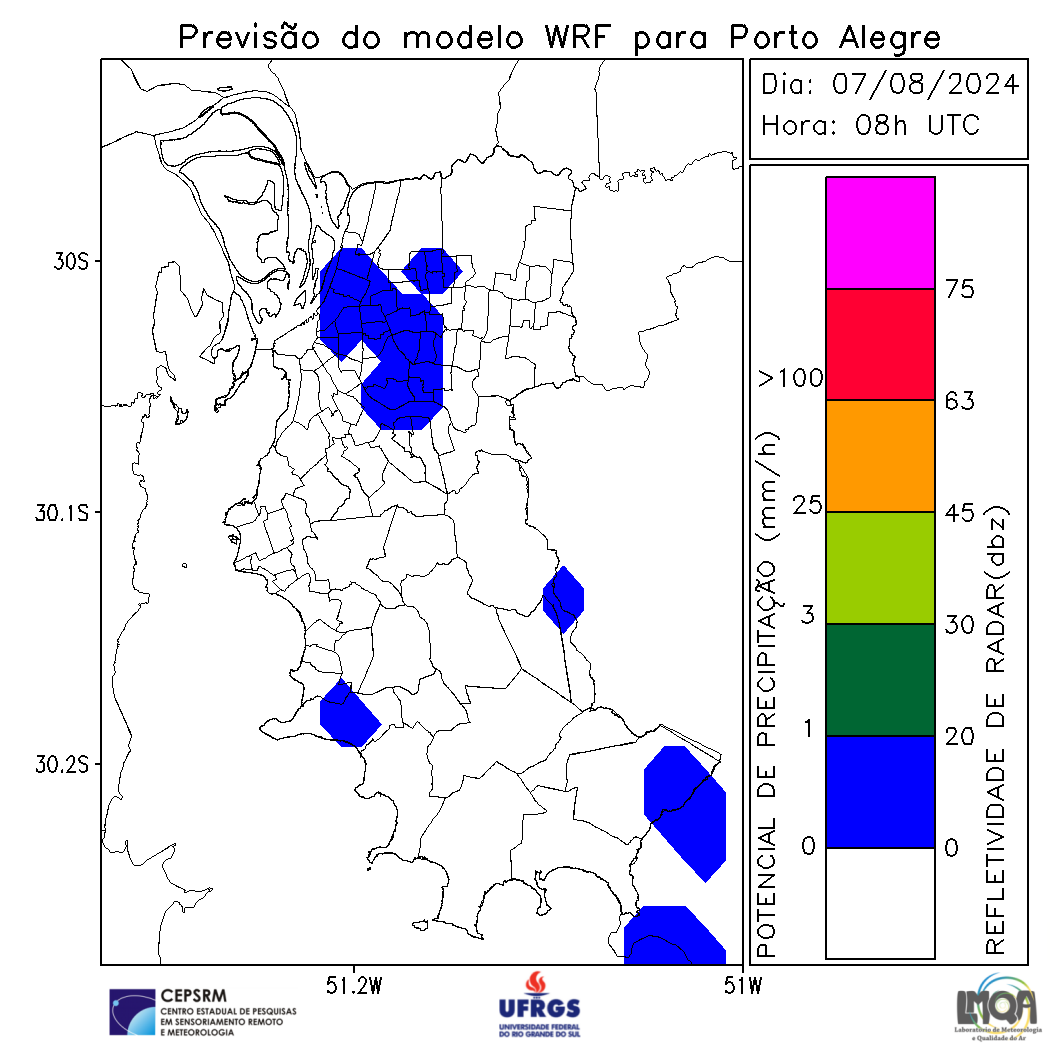 Previsão do modelo WRF para Porto Alegre
Dia: 07/08/2024
Hora: 08h UTC
30S
30.1S
30.2S
51.2W
51W
POTENCIAL DE PRECIPITAÇÃO (mm/h)
>100
25
3
1
0
75
63
45
30
20
0
REFLETIVIDADE DE RADAR(dbz)
CEPSRM
CENTRO ESTADUAL DE PESQUISAS
EM SENSORIAMENTO REMOTO
E METEOROLOGIA
UFRGS
UNIVERSIDADE FEDERAL
DO RIO GRANDE DO SUL
LMQA
Laboratório de Meteorologia
e Qualidade do Ar